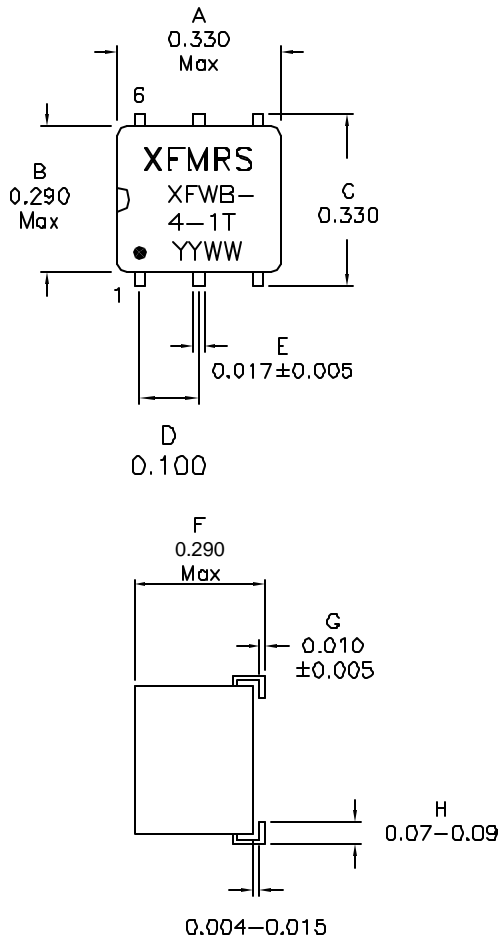 A
0.330
Max
6
B
0.290
Max
XFMRS
XFWB-
4-1T
YYWW
C
0.330
1
E
0.017±0.005
D
0.100
F
0.290
Max
G
0.010
±0.005
H
0.07-0.09
0.004-0.015